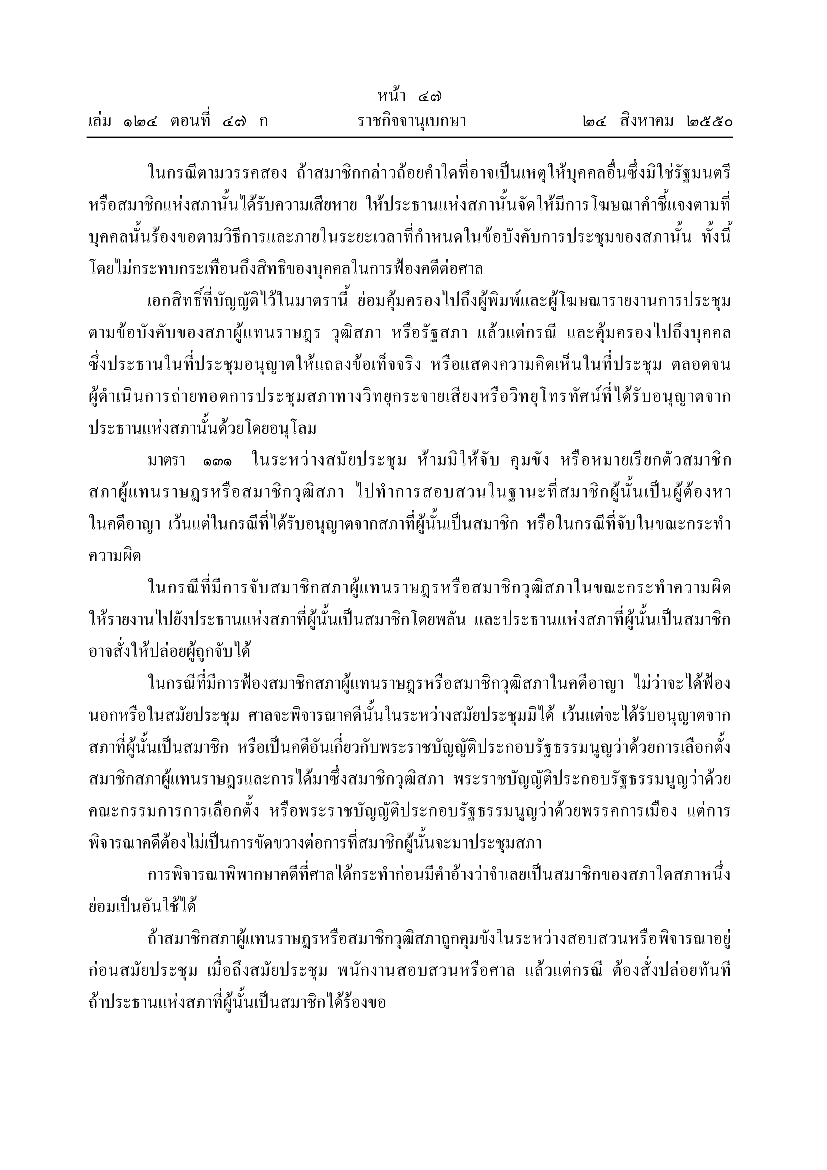 หน้า ๔๗
เล่ม ๑๒๔ ตอนที่ ๔๗ ก ราชกิจจานุเบกษา ๒๔ สิงหาคม ๒๕๕๐
ในกรณีตามวรรคสอง ถ้าสมาชิกกล่าวถ้อยคำใดที่อาจเป็นเหตุให้บุคคลอื่นซึ่งมิใช่รัฐมนตรี
หรือสมาชิกแห่งสภานั้นได้รับความเสียหาย ให้ประธานแห่งสภานั้นจัดให้มีการโฆษณาคำชี้แจงตามที่
บุคคลนั้นร้องขอตามวิธีการและภายในระยะเวลาที่กำหนดในข้อบังคับการประชุมของสภานั้น ทั้งนี้
โดยไม่กระทบกระเทือนถึงสิทธิของบุคคลในการฟ้องคดีต่อศาล
เอกสิทธิ์ที่บัญญัติไว้ในมาตรานี้ ย่อมคุ้มครองไปถึงผู้พิมพ์และผู้โฆษณารายงานการประชุม
ตามข้อบังคับของสภาผู้แทนราษฎร วุฒิสภา หรือรัฐสภา แล้วแต่กรณี และคุ้มครองไปถึงบุคคล
ซึ่งประธานในที่ประชุมอนุญาตให้แถลงข้อเท็จจริง หรือแสดงความคิดเห็นในที่ประชุม ตลอดจน
ผู้ดำเนินการถ่ายทอดการประชุมสภาทางวิทยุกระจายเสียงหรือวิทยุโทรทัศน์ที่ได้รับอนุญาตจาก
ประธานแห่งสภานั้นด้วยโดยอนุโลม
มาตรา ๑๓๑ ในระหว่างสมัยประชุม ห้ามมิให้จับ คุมขัง หรือหมายเรียกตัวสมาชิก
สภาผู้แทนราษฎรหรือสมาชิกวุฒิสภา ไปทำการสอบสวนในฐานะที่สมาชิกผู้นั้นเป็นผู้ต้องหา
ในคดีอาญา เว้นแต่ในกรณีที่ได้รับอนุญาตจากสภาที่ผู้นั้นเป็นสมาชิก หรือในกรณีที่จับในขณะกระทำ
ความผิด
ในกรณีที่มีการจับสมาชิกสภาผู้แทนราษฎรหรือสมาชิกวุฒิสภาในขณะกระทำความผิด
ให้รายงานไปยังประธานแห่งสภาที่ผู้นั้นเป็นสมาชิกโดยพลัน และประธานแห่งสภาที่ผู้นั้นเป็นสมาชิก
อาจสั่งให้ปล่อยผู้ถูกจับได้
ในกรณีที่มีการฟ้องสมาชิกสภาผู้แทนราษฎรหรือสมาชิกวุฒิสภาในคดีอาญา ไม่ว่าจะได้ฟ้อง
นอกหรือในสมัยประชุม ศาลจะพิจารณาคดีนั้นในระหว่างสมัยประชุมมิได้ เว้นแต่จะได้รับอนุญาตจาก
สภาที่ผู้นั้นเป็นสมาชิก หรือเป็นคดีอันเกี่ยวกับพระราชบัญญัติประกอบรัฐธรรมนูญว่าด้วยการเลือกตั้ง
สมาชิกสภาผู้แทนราษฎรและการได้มาซึ่งสมาชิกวุฒิสภา พระราชบัญญัติประกอบรัฐธรรมนูญว่าด้วย
คณะกรรมการการเลือกตั้ง หรือพระราชบัญญัติประกอบรัฐธรรมนูญว่าด้วยพรรคการเมือง แต่การ
พิจารณาคดีต้องไม่เป็นการขัดขวางต่อการที่สมาชิกผู้นั้นจะมาประชุมสภา
การพิจารณาพิพากษาคดีที่ศาลได้กระทำก่อนมีคำอ้างว่าจำเลยเป็นสมาชิกของสภาใดสภาหนึ่ง
ย่อมเป็นอันใช้ได้
ถ้าสมาชิกสภาผู้แทนราษฎรหรือสมาชิกวุฒิสภาถูกคุมขังในระหว่างสอบสวนหรือพิจารณาอยู่
ก่อนสมัยประชุม เมื่อถึงสมัยประชุม พนักงานสอบสวนหรือศาล แล้วแต่กรณี ต้องสั่งปล่อยทันที
ถ้าประธานแห่งสภาที่ผู้นั้นเป็นสมาชิกได้ร้องขอ